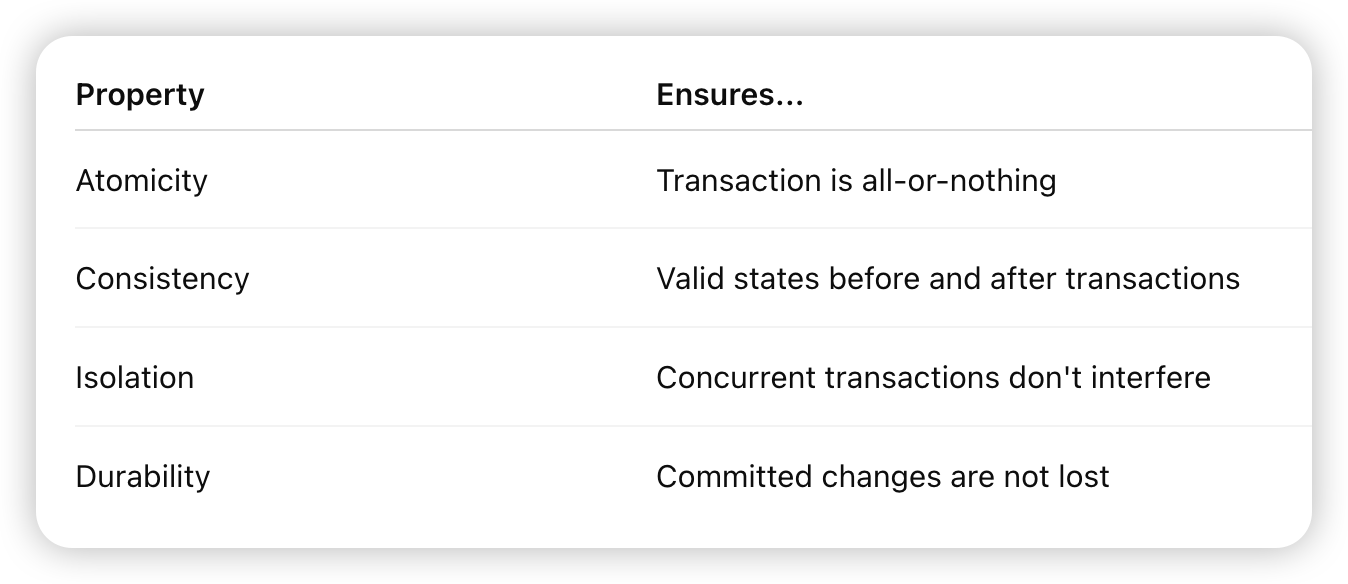 Property Ensures...
Atomicity Transaction is all-or-nothing
Consistency Valid states before and after transactions
Isolation Concurrent transactions don't interfere
Durability Committed changes are not lost